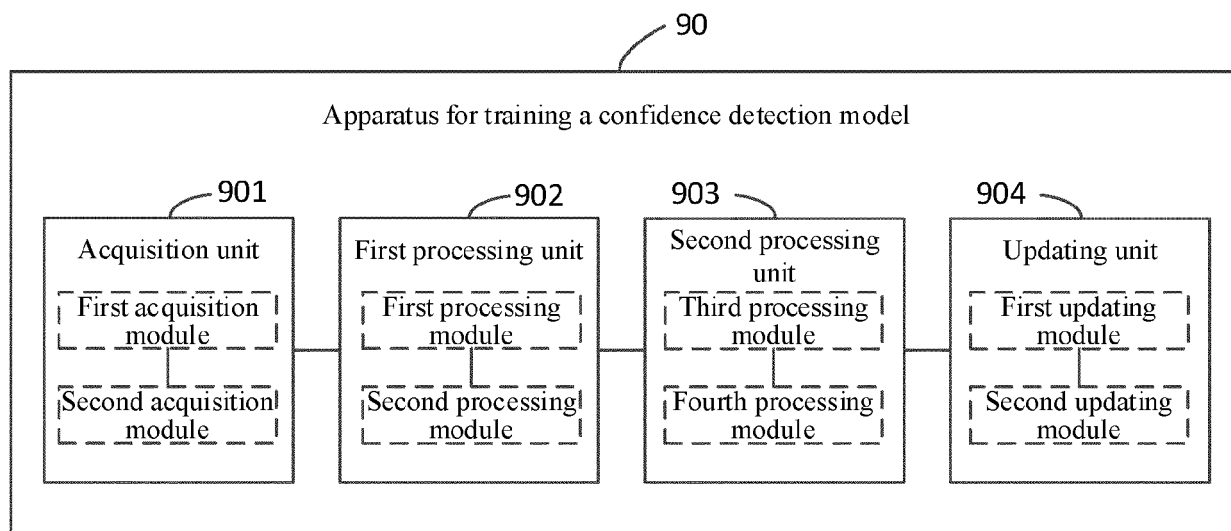 90
Apparatus for training a confidence detection model
901
902
903
904
Acquisition unit
First acquisition
module
Second acquisition
module
First processing unit
First processing
module
Second processing
module
Second processing
unit
Third processing
module
Fourth processing
module
Updating unit
First updating
module
Second updating
module